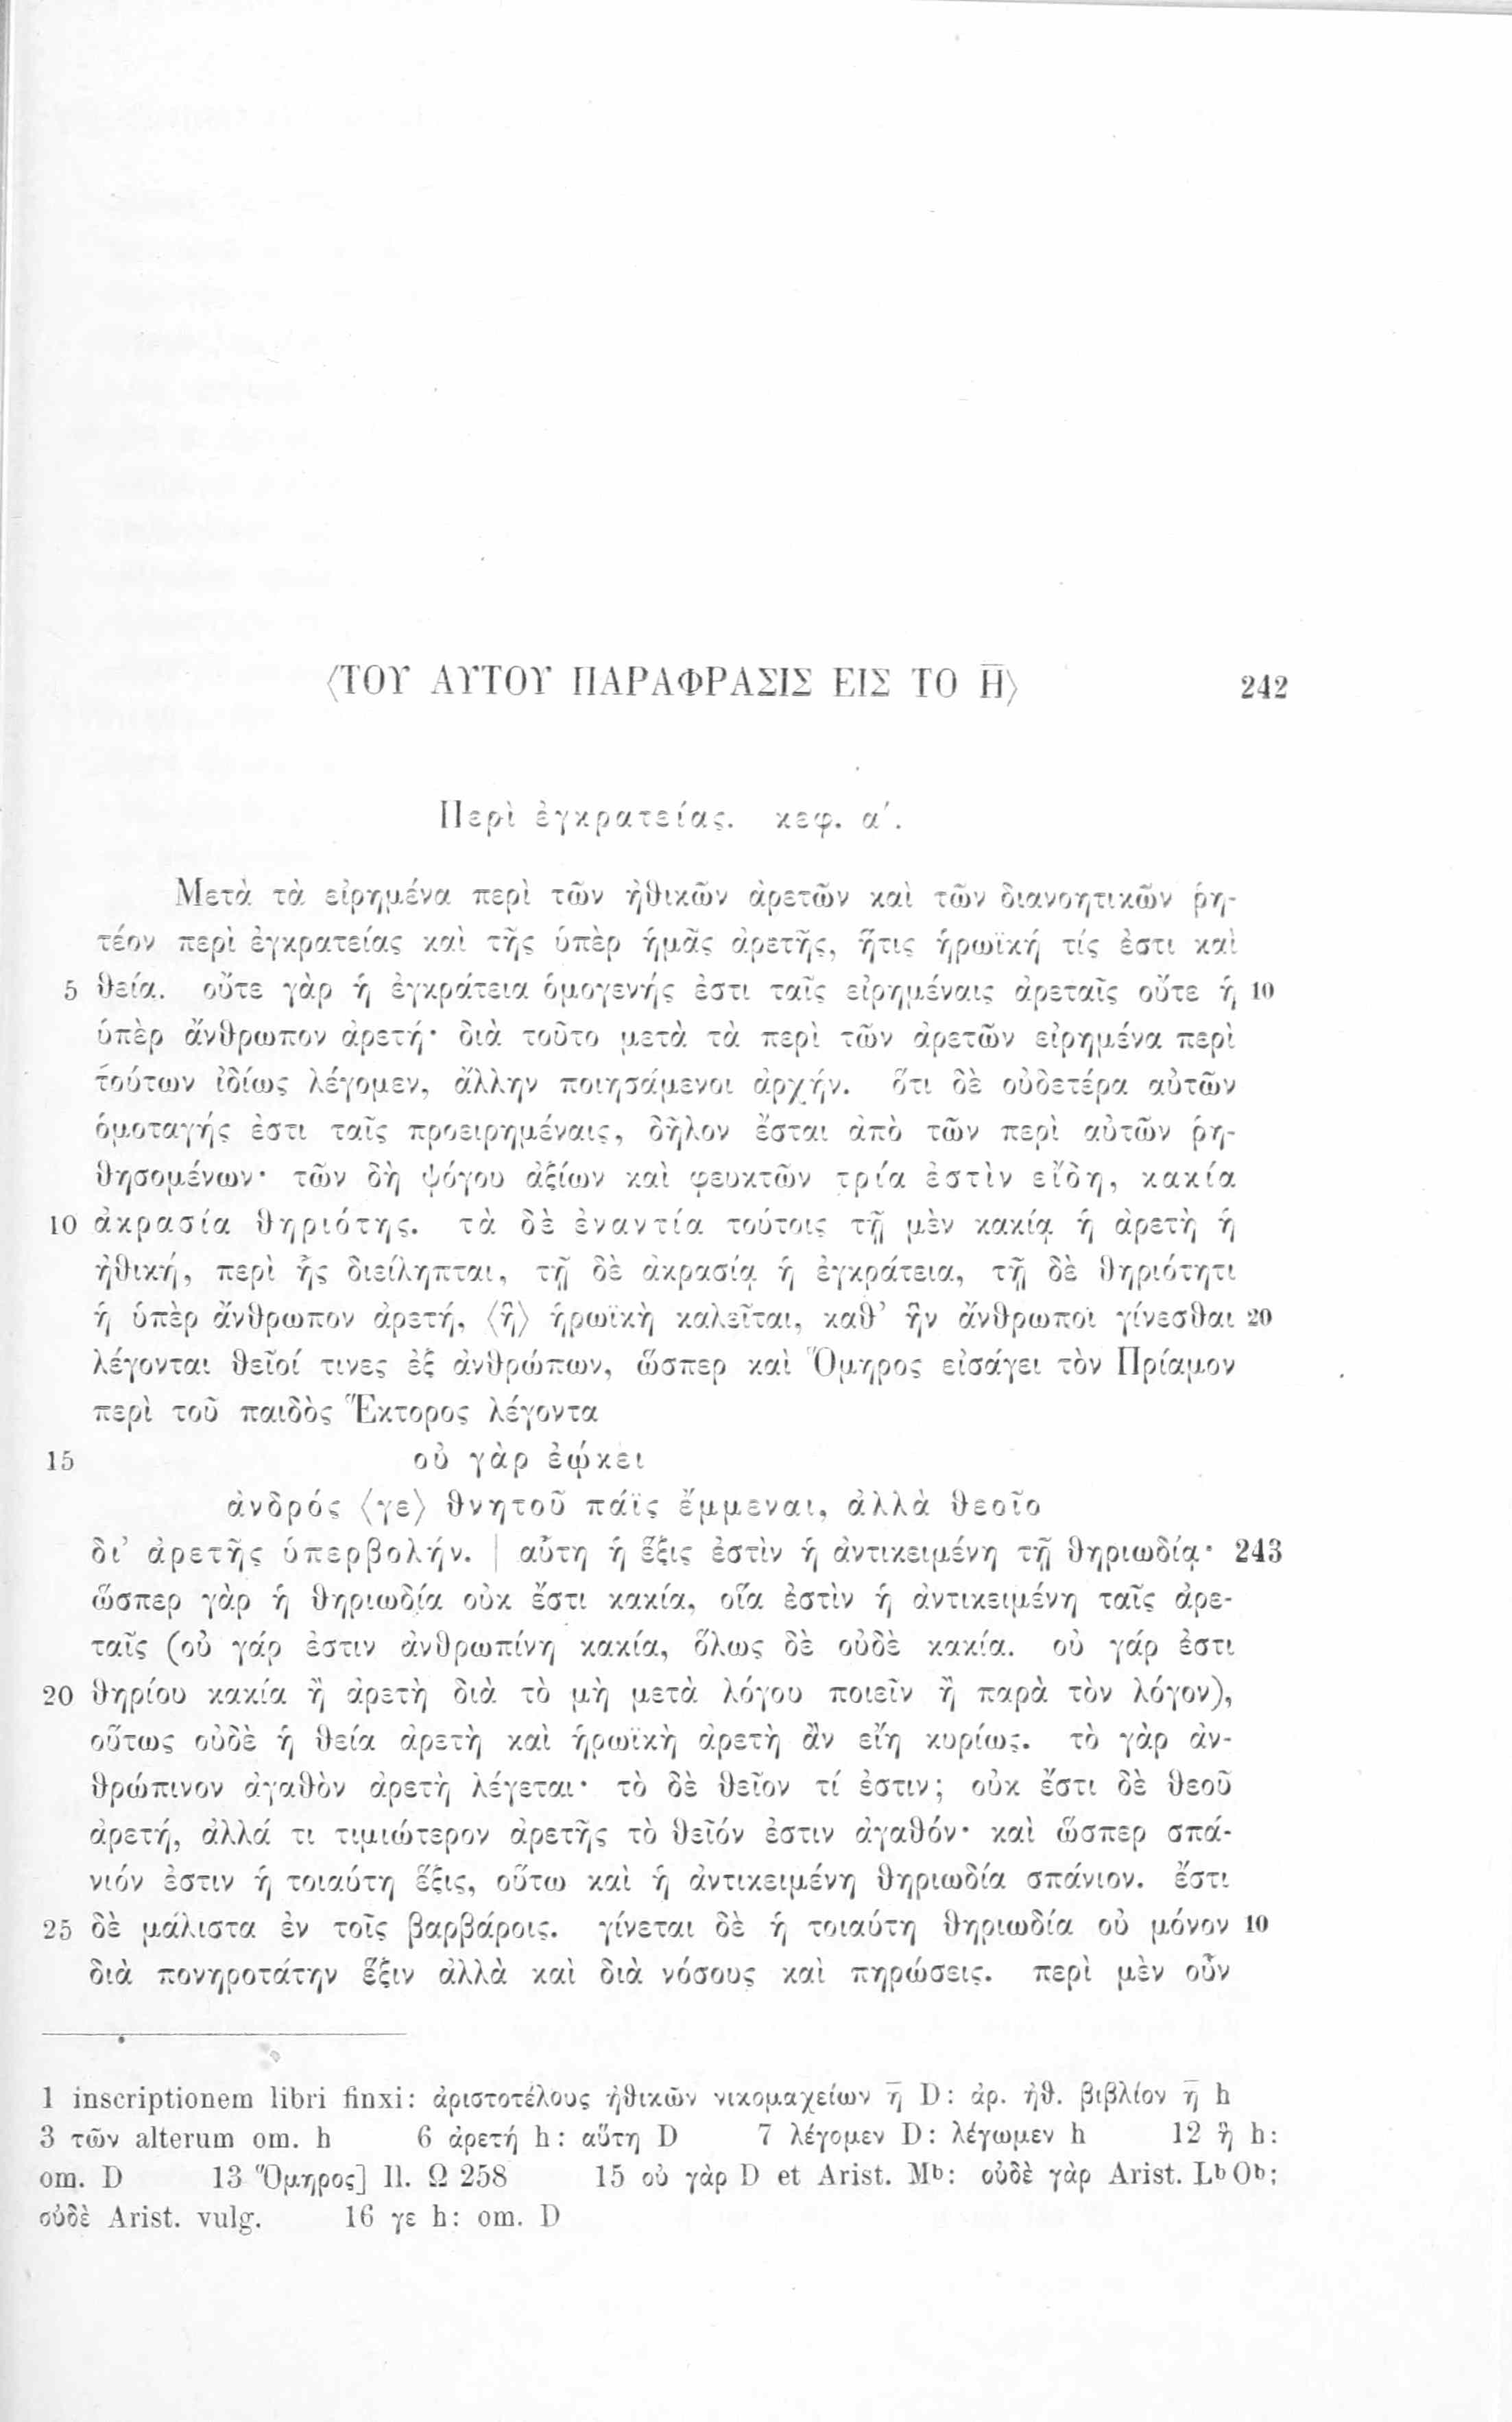 〈ΤΟΥ ΑΥΤΟΥ ΠΑΡΑΦΡΑΣΙΣ ΕΙΣ ΤΟ Η̄〉 242
Περὶ ἐγκρατείας. κεφ. α΄.
Μετὰ τὰ εἰρημένα περὶ τῶν ἠθικῶν ἀρετῶν καὶ τῶν διανοητικῶν ῥη-
τέον περὶ ἐγκρατείας καὶ τῆς ὑπὲρ ἡμᾶς ἀρετῆς, ἥτις ἡρωϊκή τίς ἐστι καὶ
5 θεία. οὔτε γὰρ ἡ ἐγκράτεια ὁμογενής ἐστι ταῖς εἰρημέναις ἀρεταῖς οὔτε ἡ 10
ὑπὲρ ἄνθρωπον ἀρετή· διὰ τοῦτο μετὰ τὰ περὶ τῶν ἀρετῶν εἰρημένα περὶ
τούτων ἰδίως λέγομεν, ἄλλην ποιησάμενοι ἀρχήν. ὅτι δὲ οὐδετέρα αὐτῶν
ὁμοταγής ἐστι ταῖς προειρημέναις, δῆλον ἔσται ἀπὸ τῶν περὶ αὐτῶν ῥη-
θησομένων· τῶν δὴ ψόγου ἀξίων καὶ φευκτῶν τρία ἐστὶν εἴδη, κακία
10 ἀκρασία θηριότης. τὰ δὲ ἐναντία τούτοις τῇ μὲν κακίᾳ ἡ ἀρετὴ ἡ
ἠθική, περὶ ἧς διείληπται, τῇ δὲ ἀκρασίᾳ ἡ ἐγκράτεια, τῇ δὲ θηριότητι
ἡ ὑπὲρ ἄνθρωπον ἀρετή, 〈ἣ〉 ἡρωϊκὴ καλεῖται, καθ’ ἣν ἄνθρωποι γίνεσθαι 20
λέγονται θεῖοί τινες ἐξ ἀνθρώπων, ὥσπερ καὶ Ὅμηρος εἰσάγει τὸν Πρίαμον
περὶ τοῦ παιδὸς Ἕκτορος λέγοντα
15 οὐ γὰρ ἐῴκει
ἀνδρός 〈γε〉 θνητοῦ πάϊς ἔμμεναι, ἀλλὰ θεοῖο
δι’ ἀρετῆς ὑπερβολήν. | αὕτη ἡ ἕξις ἐστὶν ἡ ἀντικειμένη τῇ θηριωδίᾳ· 243
ὥσπερ γὰρ ἡ θηριωδία οὐκ ἔστι κακία, οἵα ἐστὶν ἡ ἀντικειμένη ταῖς ἀρε-
ταῖς (οὐ γάρ ἐστιν ἀνθρωπίνη κακία, ὅλως δὲ οὐδὲ κακία. οὐ γάρ ἐστι
20 θηρίου κακία ἢ ἀρετὴ διὰ τὸ μὴ μετὰ λόγου ποιεῖν ἢ παρὰ τὸν λόγον),
οὕτως οὐδὲ ἡ θεία ἀρετὴ καὶ ἡρωϊκὴ ἀρετὴ ἂν εἴη κυρίως. τὸ γὰρ ἀν-
θρώπινον ἀγαθὸν ἀρετὴ λέγεται· τὸ δὲ θεῖον τί ἐστιν; οὐκ ἔστι δὲ θεοῦ
ἀρετή, ἀλλά τι τιμιώτερον ἀρετῆς τὸ θεῖόν ἐστιν ἀγαθόν· καὶ ὥσπερ σπά-
νιόν ἐστιν ἡ τοιαύτη ἕξις, οὕτω καὶ ἡ ἀντικειμένη θηριωδία σπάνιον. ἔστι
25 δὲ μάλιστα ἐν τοῖς βαρβάροις. γίνεται δὲ ἡ τοιαύτη θηριωδία οὐ μόνον 10
διὰ πονηροτάτην ἕξιν ἀλλὰ καὶ διὰ νόσους καὶ πηρώσεις. περὶ μὲν οὖν
1 inscriptionem libri finxi: ἀριστοτέλους ἠθικῶν νικομαχείων η̄ D: ἀρ. ἠθ. βιβλίον η̄ h
3 τῶν alterum om. h 6 ἀρετή h: αὕτη D 7 λέγομεν D: λέγωμεν h 12 ἣ h:
om. D 13 Ὅμηρος] Il. Ω 258 15 οὐ γὰρ D et Arist. Mᵇ: οὐδὲ γὰρ Arist. LᵇOᵇ;
οὐδὲ Arist. vulg. 16 γε h: om. D